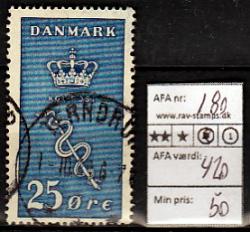 DANMARK
25 ØRE
AFA nr:
180
www.rav-stamps.dk
AFA værdi:
420
Min pris:
50